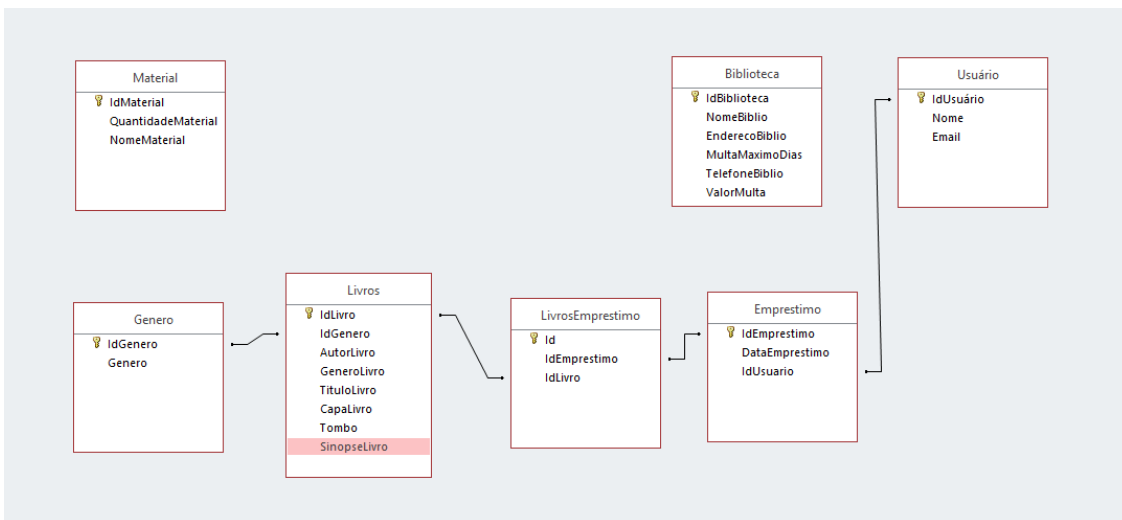 Material
IdMaterial
QuantidadeMaterial
NomeMaterial
Biblioteca
IdBiblioteca
NomeBiblio
EnderecoBiblio
MultaMaximoDias
TelefoneBiblio
ValorMulta
Usuário
IdUsuário
Nome
Email
Genero
IdGenero
Genero
Livros
IdLivro
IdGenero
AutorLivro
GeneroLivro
TituloLivro
CapaLivro
Tombo
SinopseLivro
LivrosEmprestimo
Id
IdEmprestimo
IdLivro
Emprestimo
IdEmprestimo
DataEmprestimo
IdUsuario